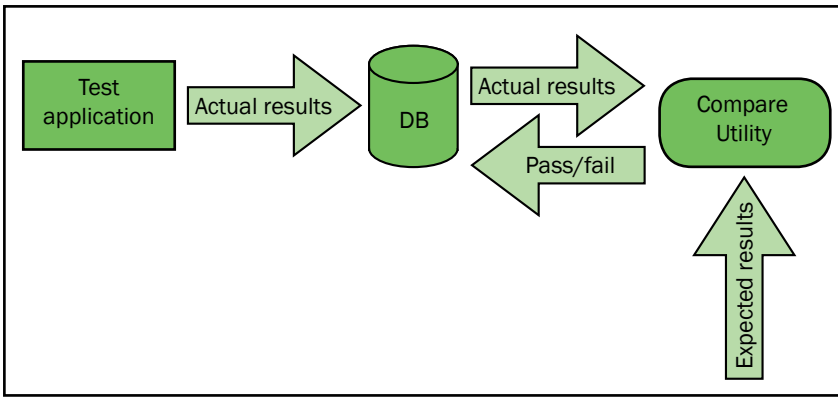 Test
application
Actual results
DB
Actual results
Pass/fail
Compare
Utility
Expected results